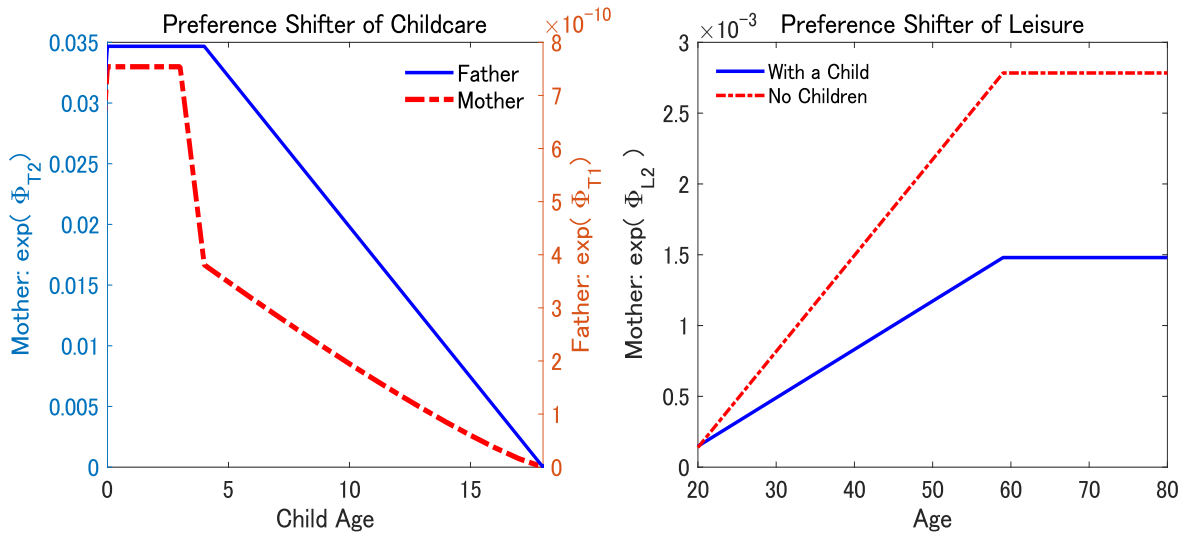 Preference Shifter of Childcare
×10⁻¹⁰
0.035
0.03
0.025
0.02
0.015
0.01
0.005
0
Mother: exp( Φ_T2 )
Father
Mother
8
7
6
5
4
3
2
1
0
Father: exp( Φ_T1 )
0 5 10 15
Child Age
Preference Shifter of Leisure
×10⁻³
3
2.5
2
1.5
1
0.5
0
Mother: exp( Φ_L2 )
With a Child
No Children
20 30 40 50 60 70 80
Age